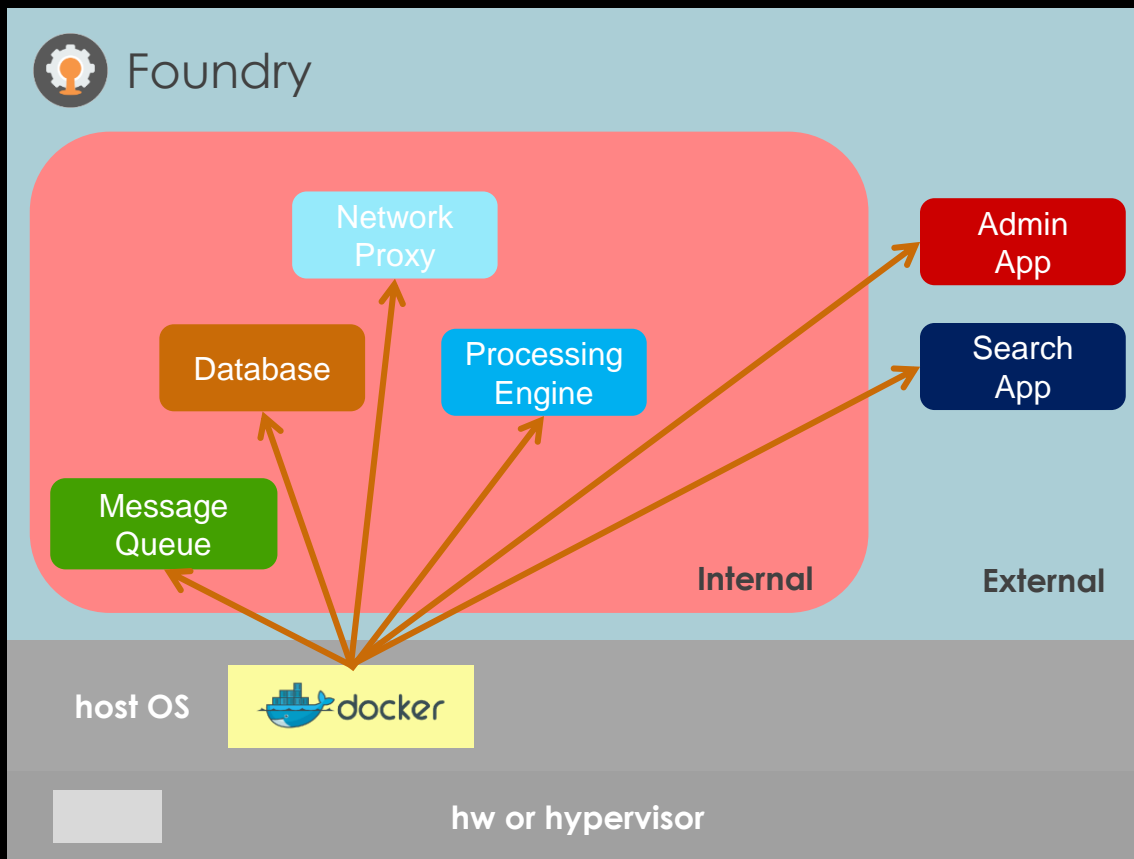 Foundry
Network
Proxy
Admin
App
Database
Processing
Engine
Search
App
Message
Queue
Internal
External
host OS
docker
hw or hypervisor